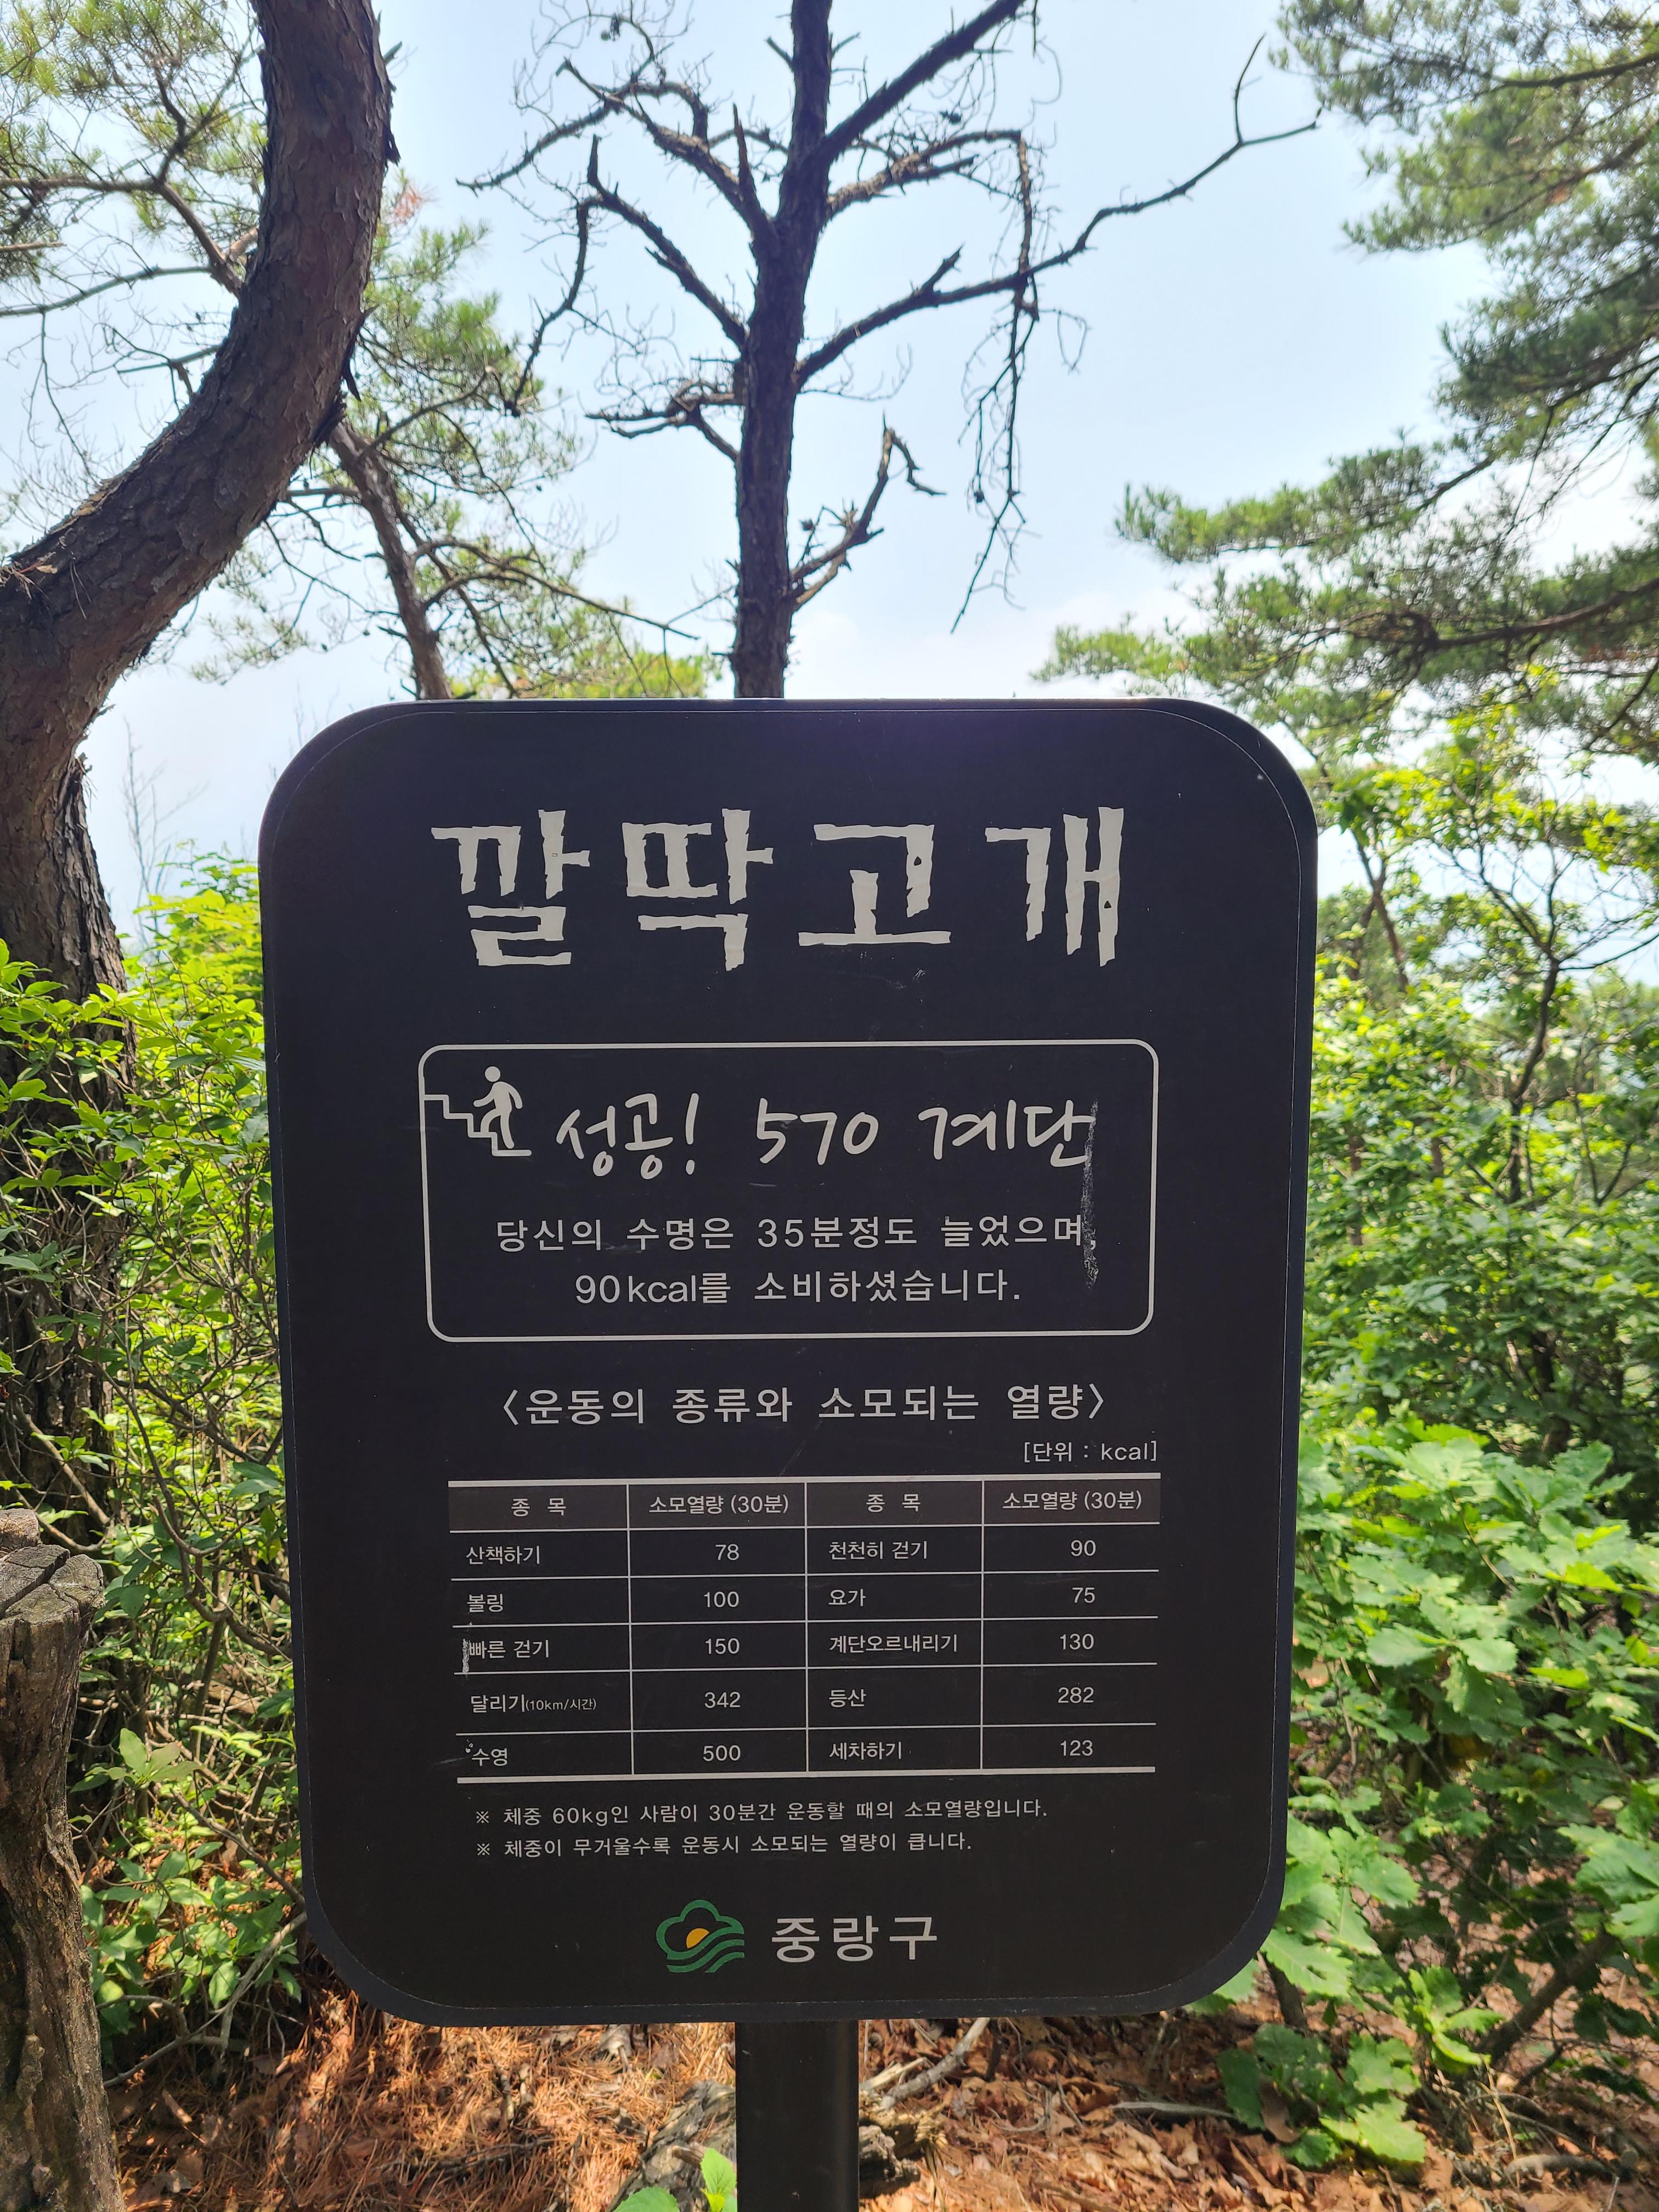 깔딱고개
성공! 570 계단
당신의 수명은 35분정도 늘었으며,
90kcal를 소비하셨습니다.
<운동의 종류와 소모되는 열량>
[단위 : kcal]
종 목 소모열량 (30분) 종 목 소모열량 (30분)
산책하기 78 천천히 걷기 90
볼링 100 요가 75
빠른 걷기 150 계단오르내리기 130
달리기(10km/시간) 342 등산 282
수영 500 세차하기 123
※ 체중 60kg인 사람이 30분간 운동할 때의 소모열량입니다.
※ 체중이 무거울수록 운동시 소모되는 열량이 큽니다.
중랑구